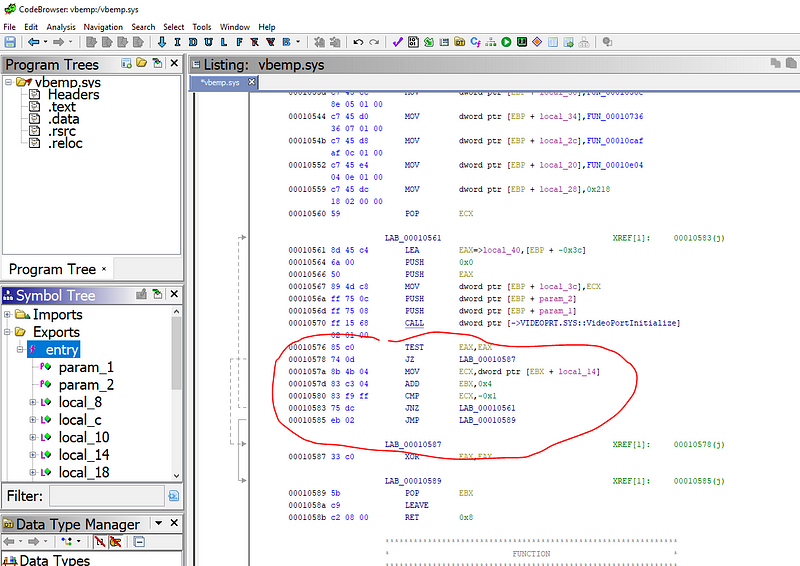 CodeBrowser: vbemp:/vbemp.sys
File Edit Analysis Navigation Search Select Tools Window Help
I D U L F R V B
Program Trees
vbemp.sys
Headers
.text
.data
.rsrc
.reloc
Program Tree ×
Symbol Tree
Imports
Exports
entry
param_1
param_2
local_8
local_c
local_10
local_14
local_18
Filter:
Data Type Manager
Data Types
Listing: vbemp.sys
*vbemp.sys
8e 05 01 00
00010544 c7 45 d0 MOV dword ptr [EBP + local_34],FUN_00010736
36 07 01 00
0001054b c7 45 d8 MOV dword ptr [EBP + local_2c],FUN_00010caf
af 0c 01 00
00010552 c7 45 e4 MOV dword ptr [EBP + local_20],FUN_00010e04
04 0e 01 00
00010559 c7 45 dc MOV dword ptr [EBP + local_28],0x218
18 02 00 00
00010560 59 POP ECX
LAB_00010561 XREF[1]: 00010583(j)
00010561 8d 45 c4 LEA EAX=>local_40,[EBP + -0x3c]
00010564 6a 00 PUSH 0x0
00010566 50 PUSH EAX
00010567 89 4d c8 MOV dword ptr [EBP + local_3c],ECX
0001056a ff 75 0c PUSH dword ptr [EBP + param_2]
0001056d ff 75 08 PUSH dword ptr [EBP + param_1]
00010570 ff 15 68 CALL dword ptr [->VIDEOPRT.SYS::VideoPortInitialize]
02 01 00
00010576 85 c0 TEST EAX,EAX
00010578 74 0d JZ LAB_00010587
0001057a 8b 4b 04 MOV ECX,dword ptr [EBX + local_14]
0001057d 83 c3 04 ADD EBX,0x4
00010580 83 f9 ff CMP ECX,-0x1
00010583 75 dc JNZ LAB_00010561
00010585 eb 02 JMP LAB_00010589
LAB_00010587 XREF[1]: 00010578(j)
00010587 33 c0 XOR EAX,EAX
LAB_00010589 XREF[1]: 00010585(j)
00010589 5b POP EBX
0001058a c9 LEAVE
0001058b c2 08 00 RET 0x8
* FUNCTION *